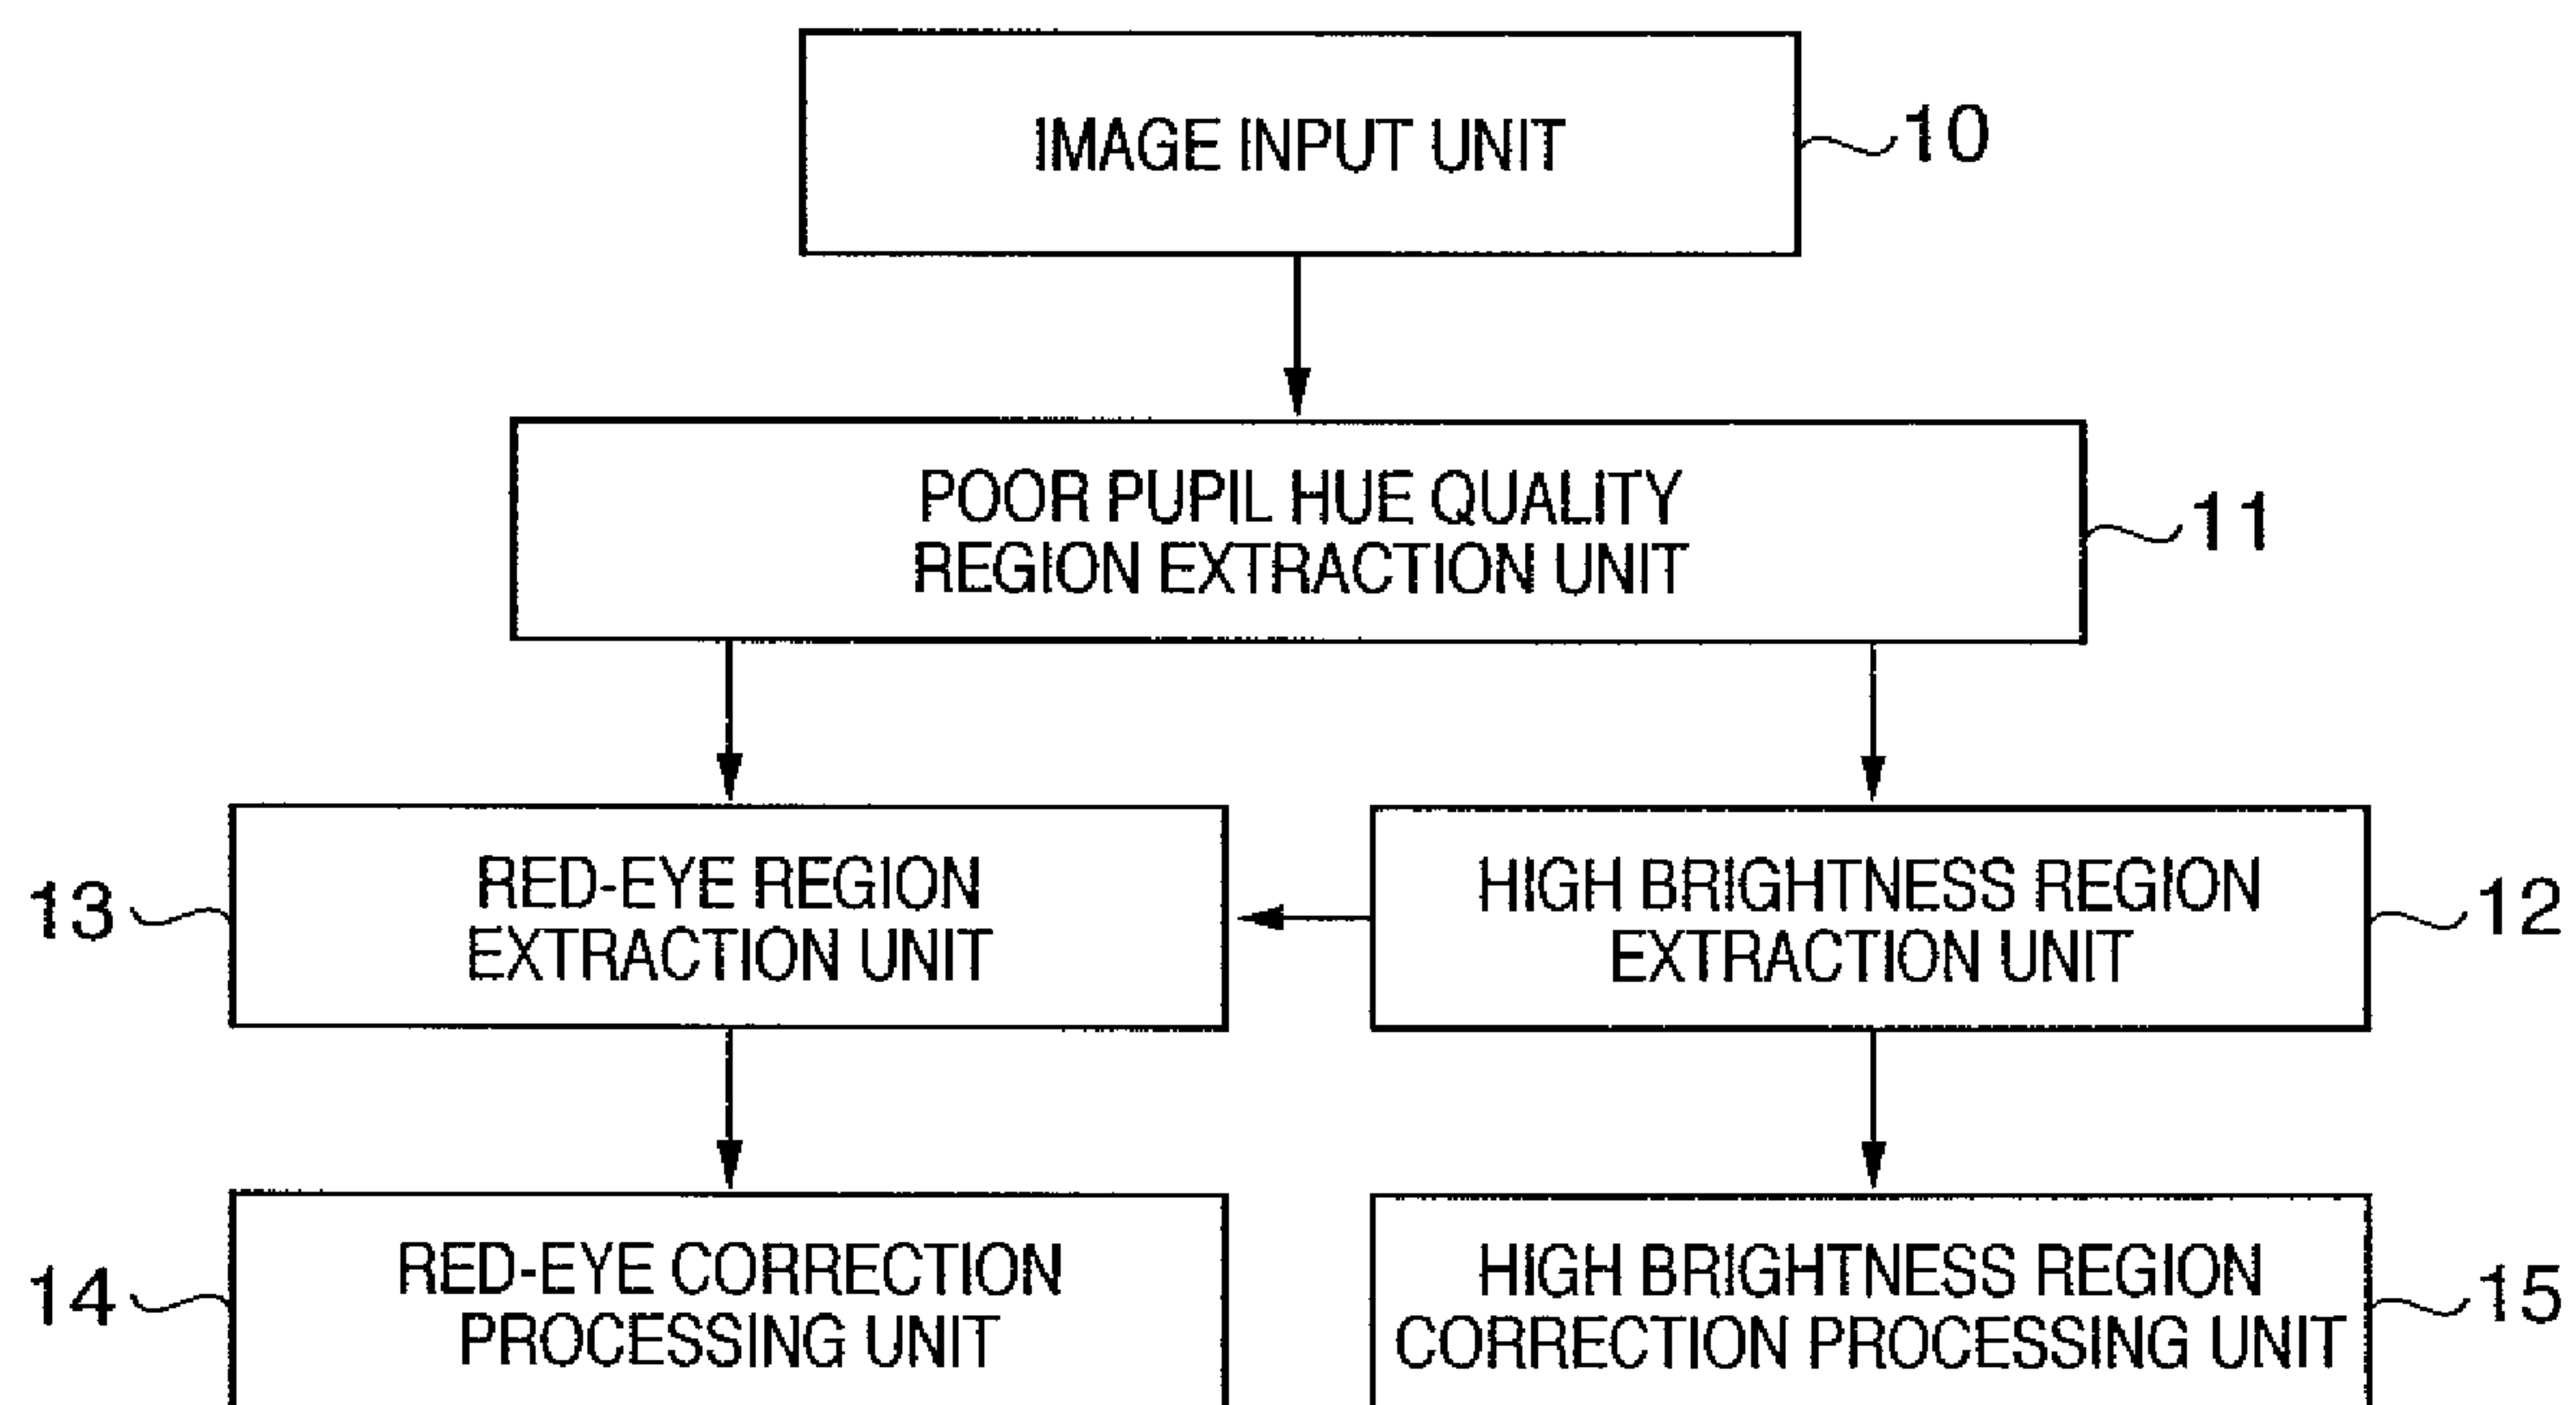 IMAGE INPUT UNIT
10
POOR PUPIL HUE QUALITY
REGION EXTRACTION UNIT
11
13
RED-EYE REGION
EXTRACTION UNIT
HIGH BRIGHTNESS REGION
EXTRACTION UNIT
12
14
RED-EYE CORRECTION
PROCESSING UNIT
HIGH BRIGHTNESS REGION
CORRECTION PROCESSING UNIT
15